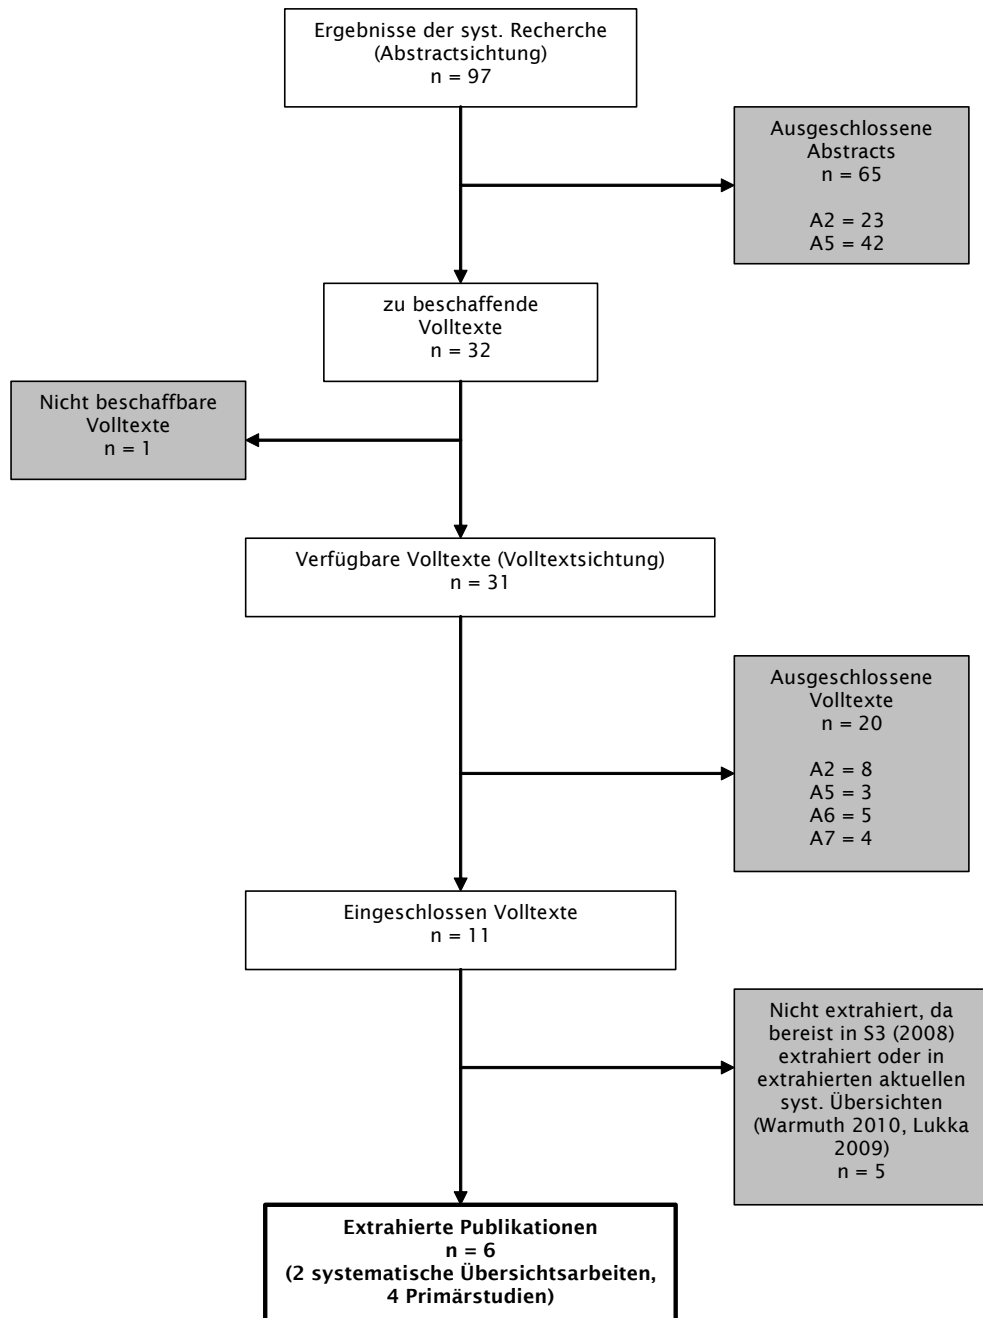 Ergebnisse der syst. Recherche
(Abstractsichtung)
n = 97
Ausgeschlossene
Abstracts
n = 65
A2 = 23
A5 = 42
zu beschaffende
Volltexte
n = 32
Nicht beschaffbare
Volltexte
n = 1
Verfügbare Volltexte (Volltextsichtung)
n = 31
Ausgeschlossene
Volltexte
n = 20
A2 = 8
A5 = 3
A6 = 5
A7 = 4
Eingeschlossen Volltexte
n = 11
Nicht extrahiert, da
bereist in S3 (2008)
extrahiert oder in
extrahierten aktuellen
syst. Übersichten
(Warmuth 2010, Lukka
2009)
n = 5
Extrahierte Publikationen
n = 6
(2 systematische Übersichtsarbeiten,
4 Primärstudien)